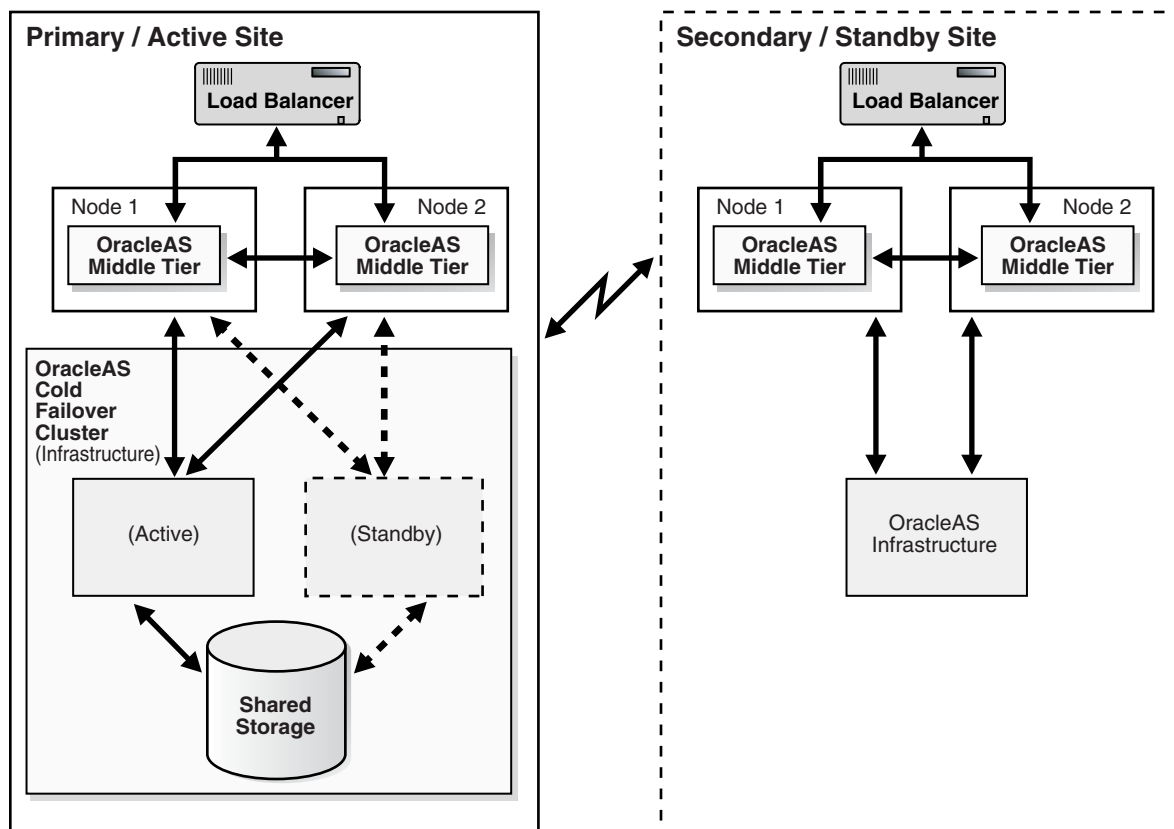 Primary / Active Site
Load Balancer
Node 1
OracleAS
Middle Tier
Node 2
OracleAS
Middle Tier
OracleAS
Cold
Failover
Cluster
(Infrastructure)
(Active)
(Standby)
Shared
Storage
Secondary / Standby Site
Load Balancer
Node 1
OracleAS
Middle Tier
Node 2
OracleAS
Middle Tier
OracleAS
Infrastructure